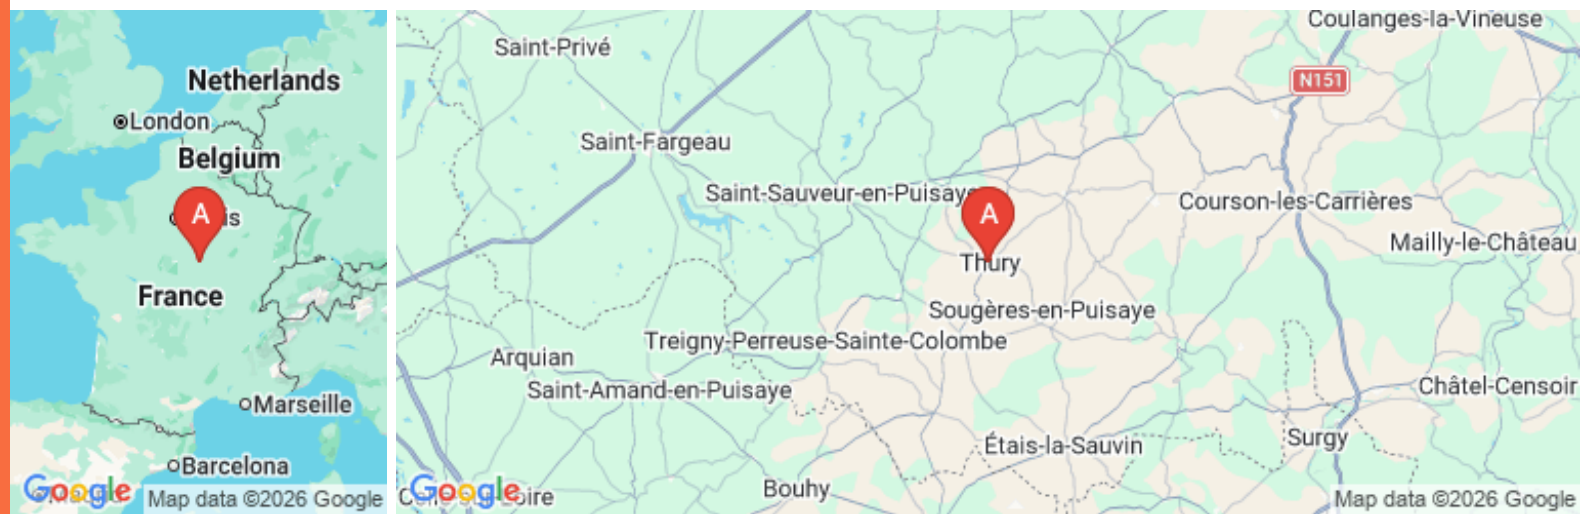 Netherlands
London
Belgium
A
France
Marseille
Barcelona
Google
Map data ©2026 Google
Coulanges-la-Vineuse
Saint-Privé
N151
Saint-Fargeau
Saint-Sauveur-en-Puisaye
Courson-les-Carrières
A
Mailly-le-Château
Thury
Sougères-en-Puisaye
Treigny-Perreuse-Sainte-Colombe
Arquian
Saint-Amand-en-Puisaye
Châtel-Censoir
Surgy
Étais-la-Sauvin
Bouhy
Google
Loire
Map data ©2026 Google